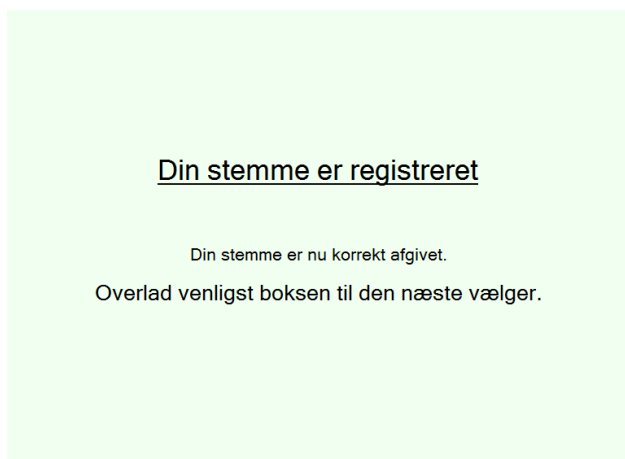 Din stemme er registreret
Din stemme er nu korrekt afgivet.
Overlad venligst boksen til den næste vælger.